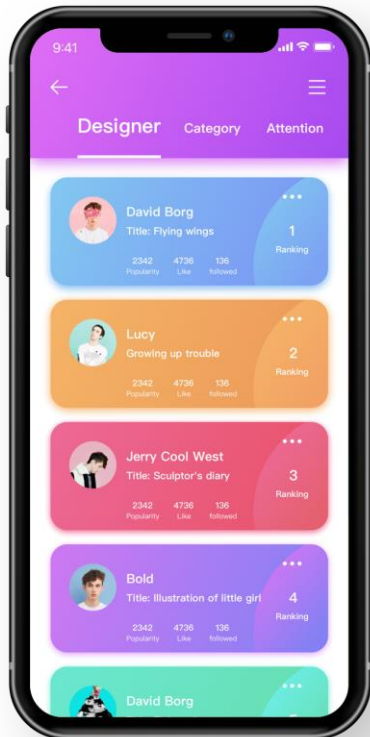 9:41
Designer Category Attention
David Borg
Title: Flying wings
2342 4736 136
Popularity Like followed
1
Ranking
Lucy
Growing up trouble
2342 4736 136
Popularity Like followed
2
Ranking
Jerry Cool West
Title: Sculptor's diary
2342 4736 136
Popularity Like followed
3
Ranking
Bold
Title: Illustration of little girl
2342 4736 136
Popularity Like followed
4
Ranking
David Borg